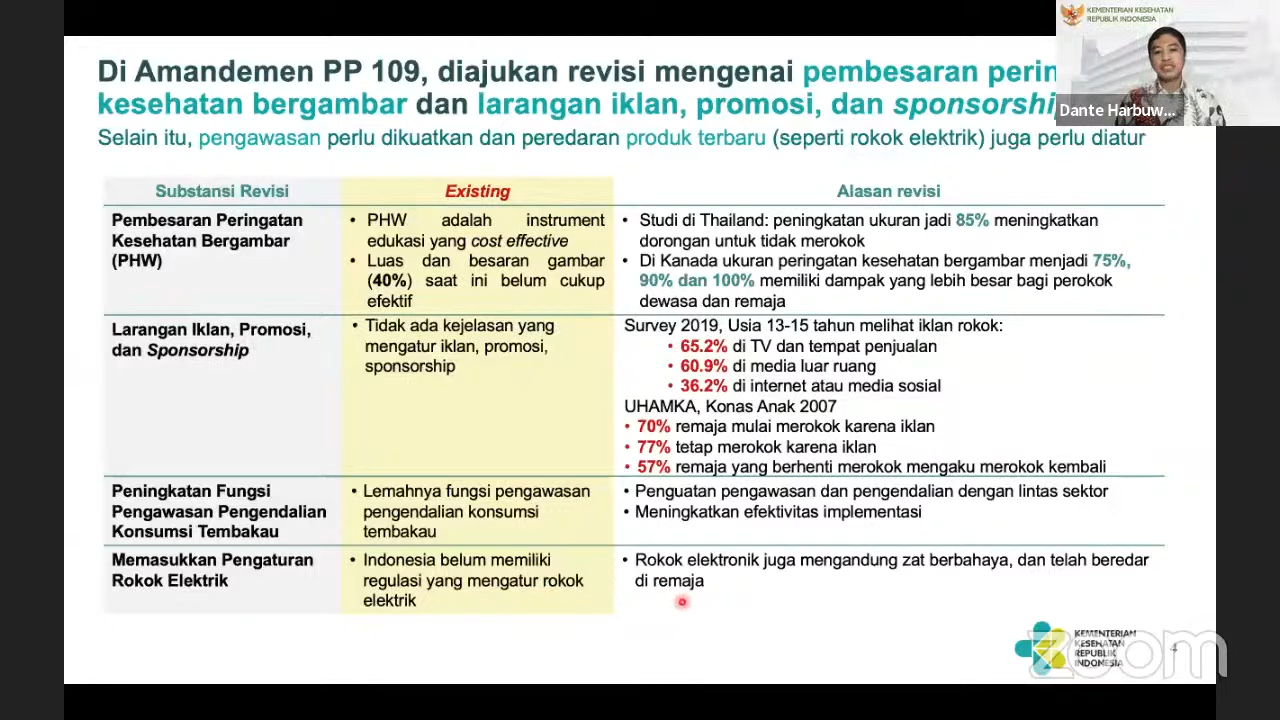 KEMENTERIAN KESEHATAN
REPUBLIK INDONESIA
Dante Harbuw...
Di Amandemen PP 109, diajukan revisi mengenai pembesaran
kesehatan bergambar dan larangan iklan, promosi, dan
Selain itu, pengawasan perlu dikuatkan dan peredaran produk terbaru (seperti rokok elektrik) juga perlu diatur
Substansi Revisi
Existing
Alasan revisi
Pembesaran Peringatan
Kesehatan Bergambar
(PHW)
• PHW adalah instrument
edukasi yang cost effective
• Luas dan besaran gambar
(40%) saat ini belum cukup
efektif
• Studi di Thailand: peningkatan ukuran jadi 85% meningkatkan
dorongan untuk tidak merokok
• Di Kanada ukuran peringatan kesehatan bergambar menjadi 75%,
90% dan 100% memiliki dampak yang lebih besar bagi perokok
dewasa dan remaja
Larangan Iklan, Promosi,
dan Sponsorship
• Tidak ada kejelasan yang
mengatur iklan, promosi,
sponsorship
Survey 2019, Usia 13-15 tahun melihat iklan rokok:
• 65.2% di TV dan tempat penjualan
• 60.9% di media luar ruang
• 36.2% di internet atau media sosial
UHAMKA, Konas Anak 2007
• 70% remaja mulai merokok karena iklan
• 77% tetap merokok karena iklan
• 57% remaja yang berhenti merokok mengaku merokok kembali
Peningkatan Fungsi
Pengawasan Pengendalian
Konsumsi Tembakau
• Lemahnya fungsi pengawasan
pengendalian konsumsi
tembakau
• Penguatan pengawasan dan pengendalian dengan lintas sektor
• Meningkatkan efektivitas implementasi
Memasukkan Pengaturan
Rokok Elektrik
• Indonesia belum memiliki
regulasi yang mengatur rokok
elektrik
• Rokok elektronik juga mengandung zat berbahaya, dan telah beredar
di remaja
KEMENTERIAN
KESEHATAN
REPUBLIK
INDONESIA
zoom
4